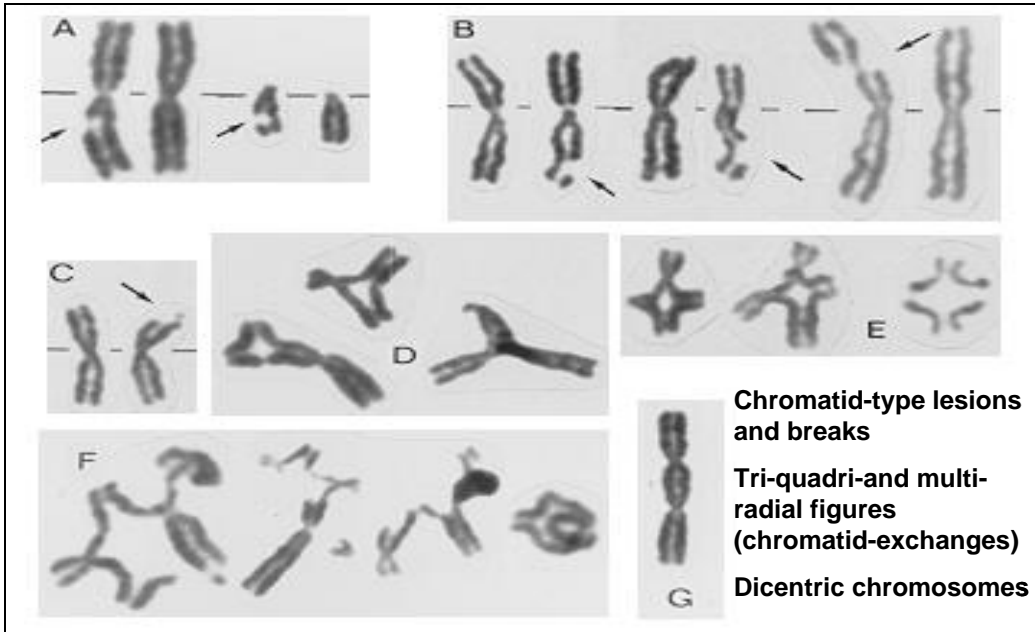 A
B
C
D
E
F
G
Chromatid-type lesions
and breaks
Tri-quadri-and multi-
radial figures
(chromatid-exchanges)
Dicentric chromosomes